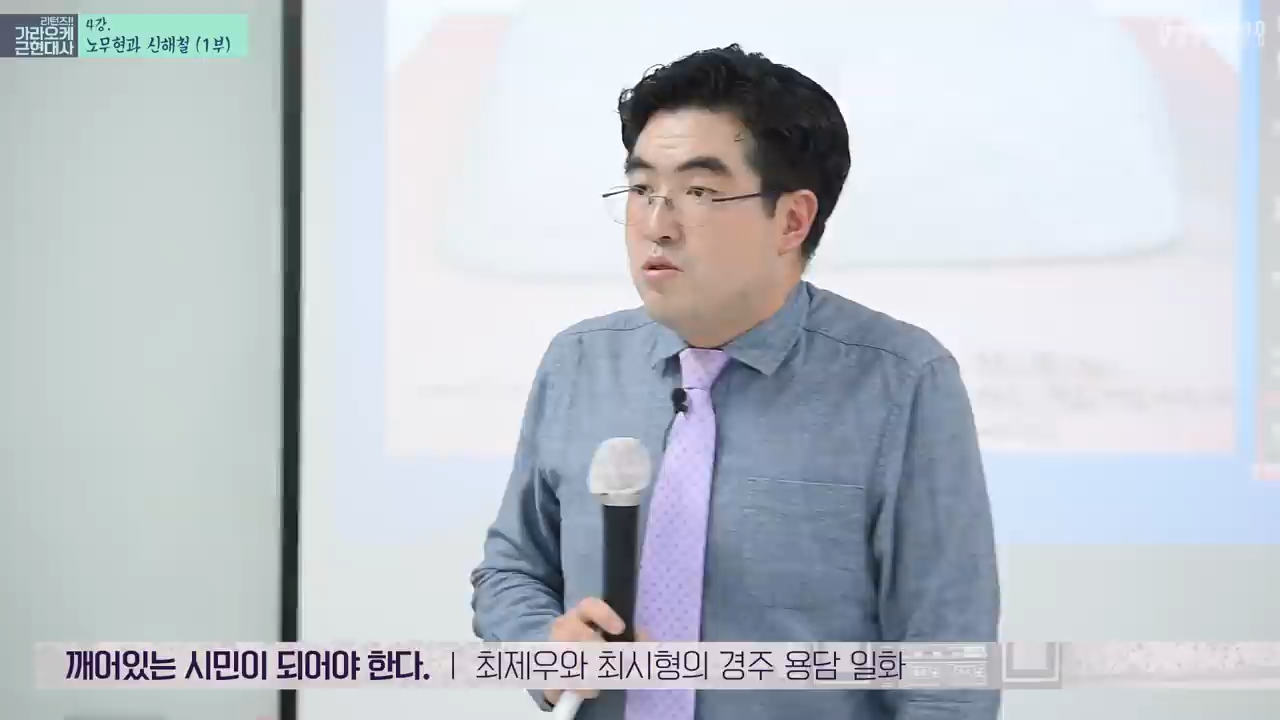 리턴즈!!
가라오케
근현대사
4강.
노무현과 신해철 (1부)
깨어있는 시민이 되어야 한다. | 최제우와 최시형의 경주 용담 일화